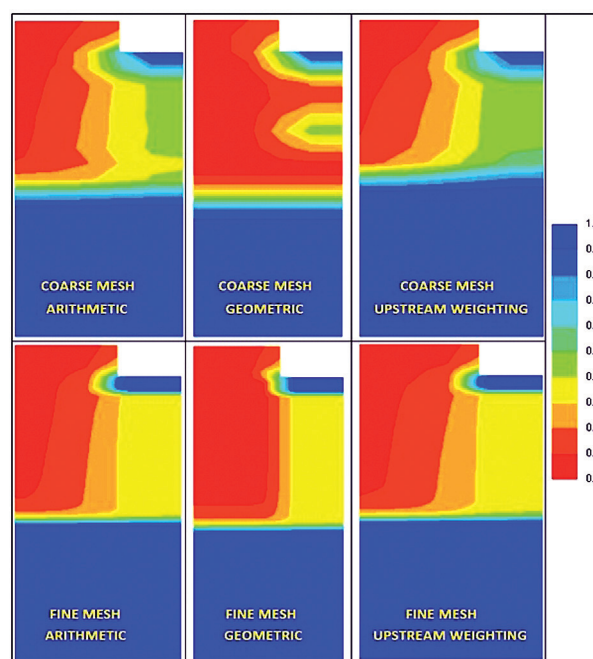 COARSE MESH
ARITHMETIC
COARSE MESH
GEOMETRIC
COARSE MESH
UPSTREAM WEIGHTING
FINE MESH
ARITHMETIC
FINE MESH
GEOMETRIC
FINE MESH
UPSTREAM WEIGHTING